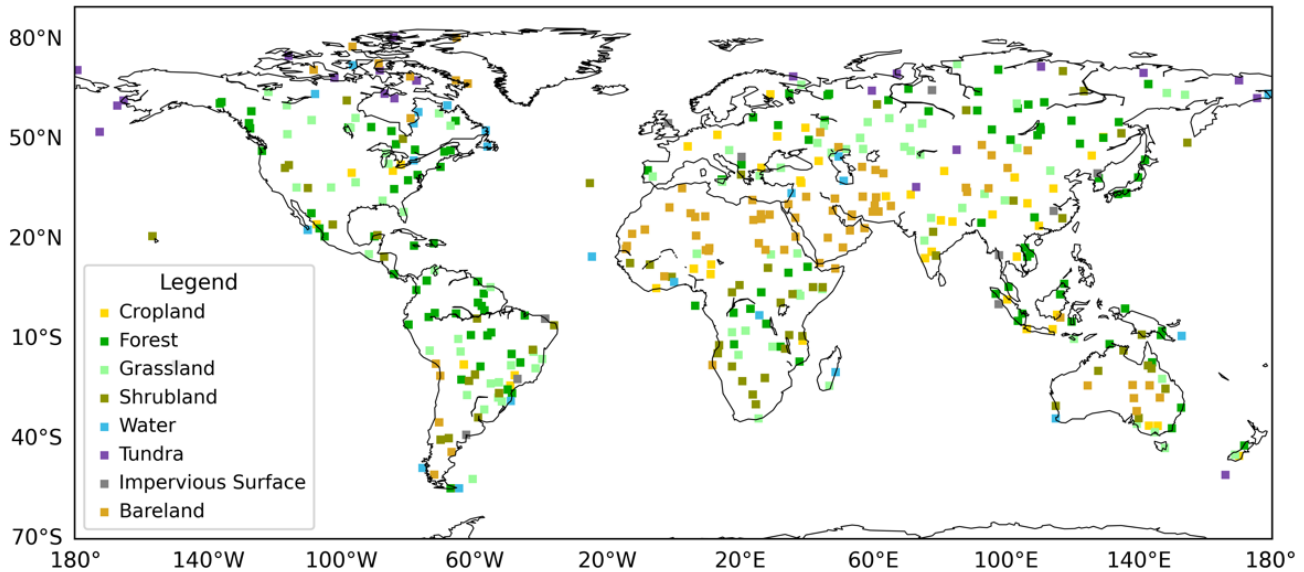 80°N
50°N
20°N
10°S
40°S
70°S
Legend
Cropland
Forest
Grassland
Shrubland
Water
Tundra
Impervious Surface
Bareland
180° 140°W 100°W 60°W 20°W 20°E 60°E 100°E 140°E 180°